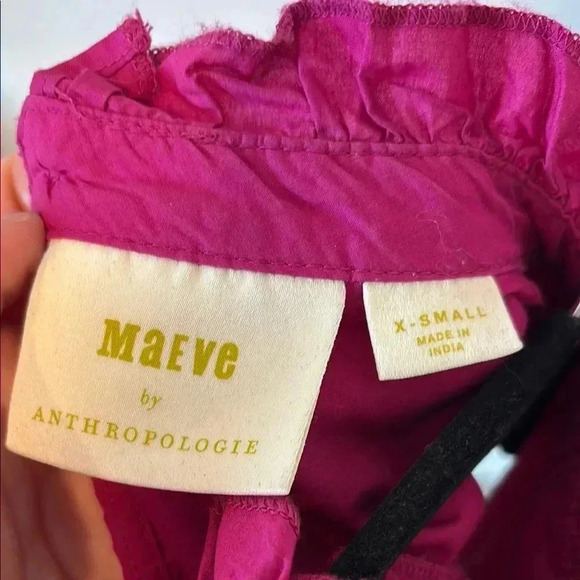 MaEVe
by
ANTHROPOLOGIE
X-SMALL
MADE IN
INDIA